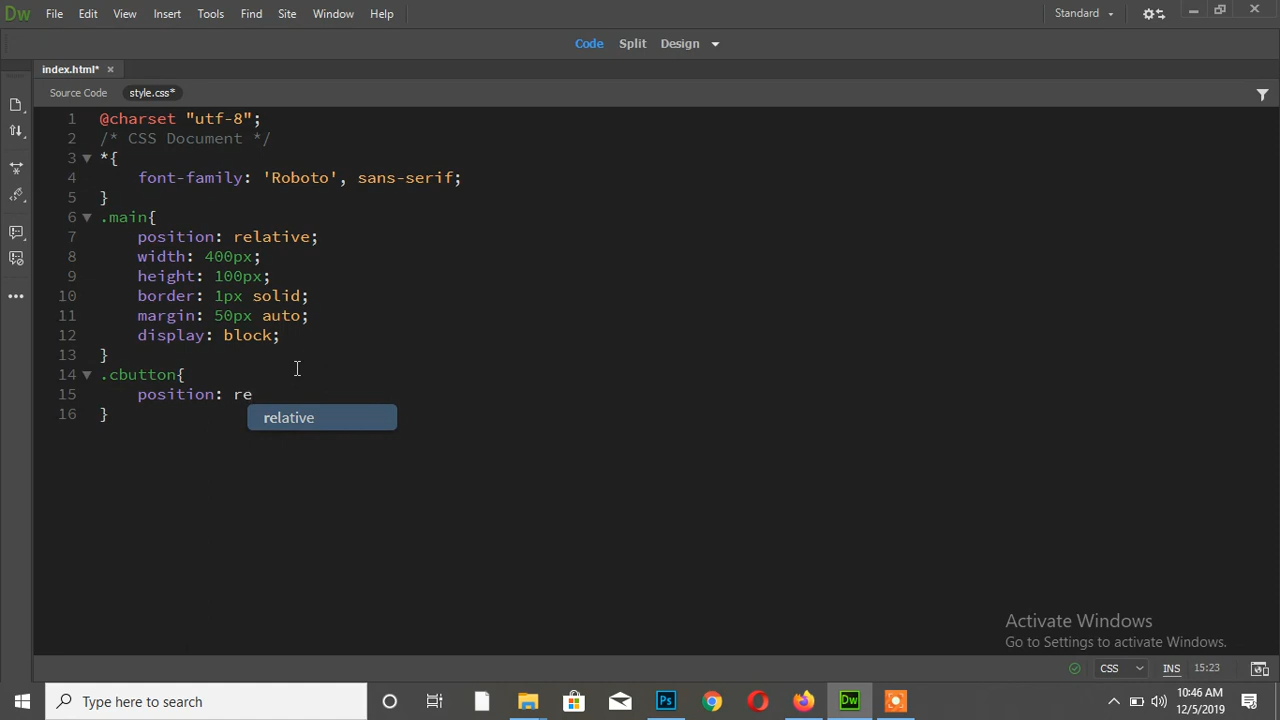 Dw File Edit View Insert Tools Find Site Window Help Standard
Code Split Design
index.html*
Source Code style.css*
1 @charset "utf-8";
2 /* CSS Document */
3 *{
4 font-family: 'Roboto', sans-serif;
5 }
6 .main{
7 position: relative;
8 width: 400px;
9 height: 100px;
10 border: 1px solid;
11 margin: 50px auto;
12 display: block;
13 }
14 .cbutton{
15 position: re
relative
16 }
Activate Windows
Go to Settings to activate Windows.
CSS INS 15:23
Type here to search Ps Dw 10:46 AM
12/5/2019